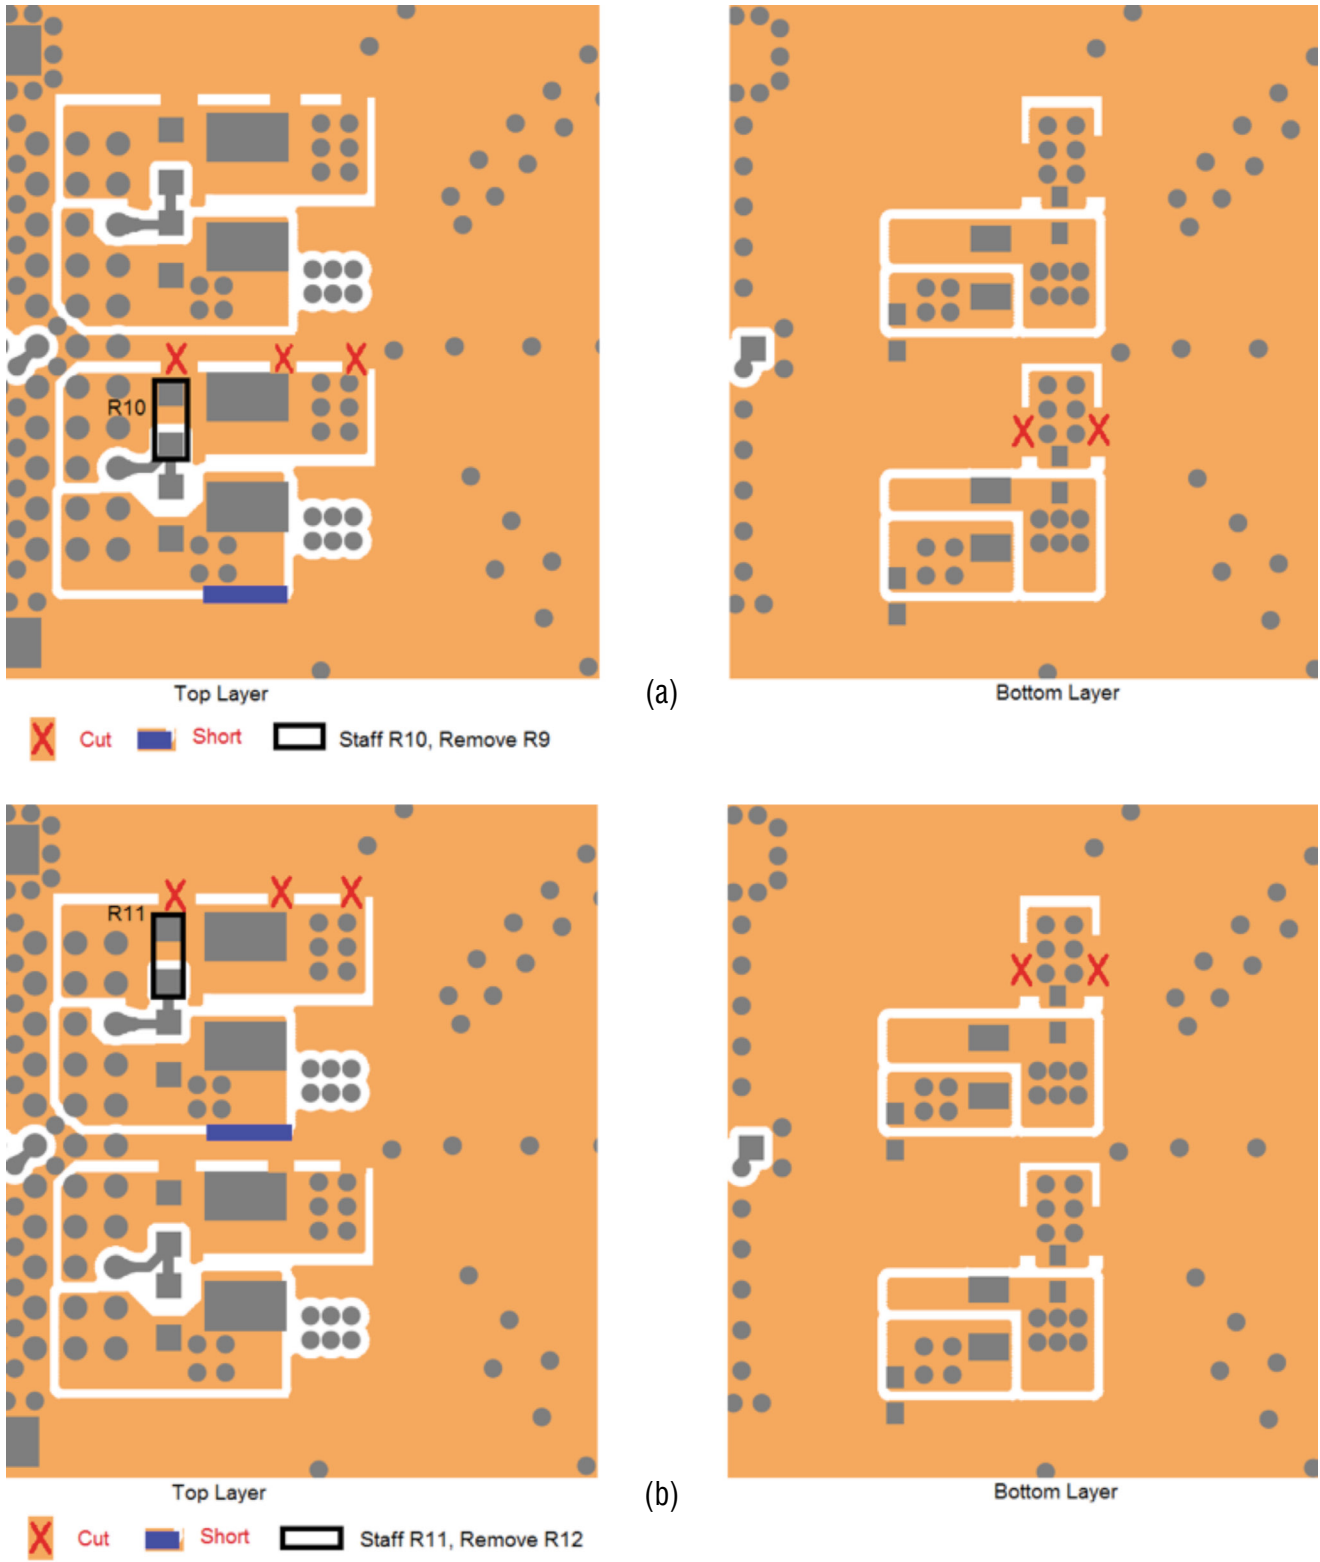 R10
Top Layer
(a)
Bottom Layer
Cut
Short
Staff R10, Remove R9
R11
Top Layer
(b)
Bottom Layer
Cut
Short
Staff R11, Remove R12